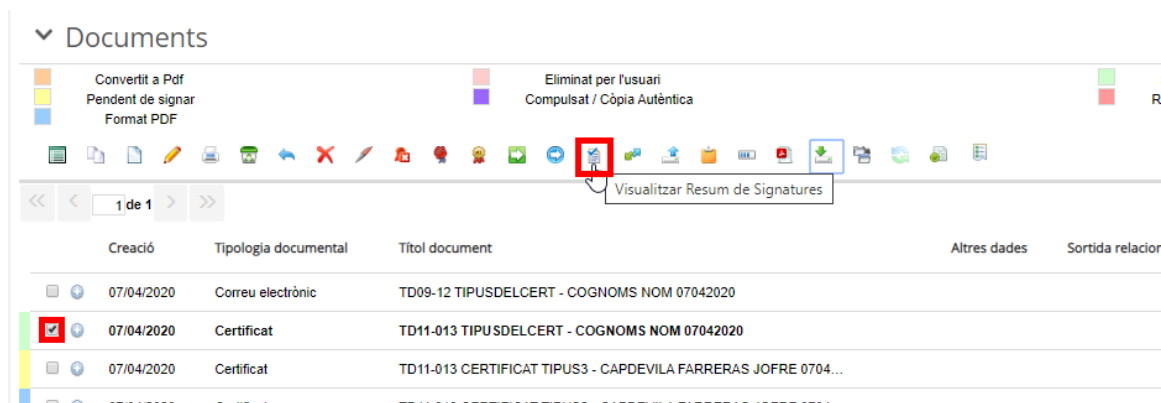 Documents
Convertit a Pdf
Eliminat per l'usuari
Pendent de signar
Compulsat / Còpia Autèntica
R
Format PDF
Visualitzar Resum de Signatures
1 de 1
Creació Tipologia documental Títol document Altres dades Sortida relacion
07/04/2020 Correu electrònic TD09-12 TIPUSDELCERT - COGNOMS NOM 07042020
07/04/2020 Certificat TD11-013 TIPUSDELCERT - COGNOMS NOM 07042020
07/04/2020 Certificat TD11-013 CERTIFICAT TIPUS3 - CAPDEVILA FARRERAS JOFRE 0704...